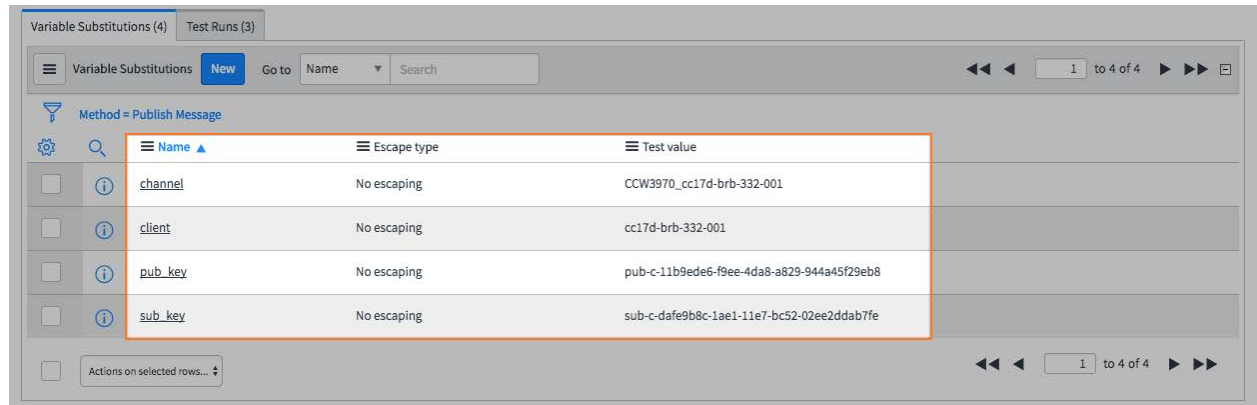 Variable Substitutions (4) Test Runs (3)
Variable Substitutions New Go to Name Search 1 to 4 of 4
Method = Publish Message
Name Escape type Test value
channel No escaping CCW3970_cc17d-brb-332-001
client No escaping cc17d-brb-332-001
pub_key No escaping pub-c-11b9ede6-f9ee-4da8-a829-944a45f29eb8
sub_key No escaping sub-c-dafe9b8c-1ae1-11e7-bc52-02ee2ddab7fe
Actions on selected rows... 1 to 4 of 4